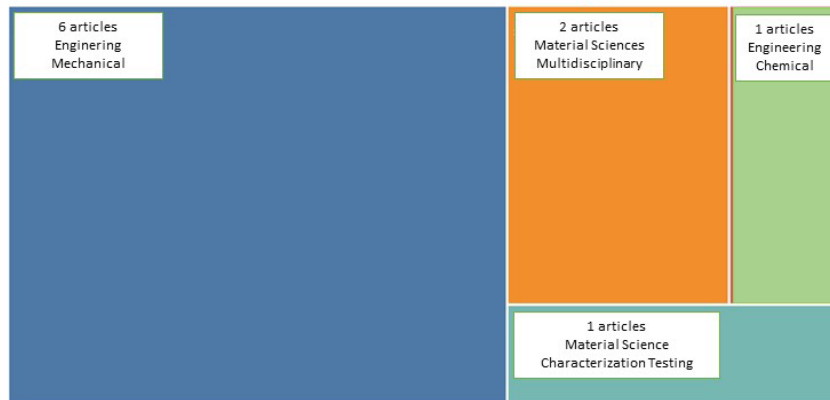 6 articles
Enginering
Mechanical
2 articles
Material Sciences
Multidisciplinary
1 articles
Engineering
Chemical
1 articles
Material Science
Characterization Testing